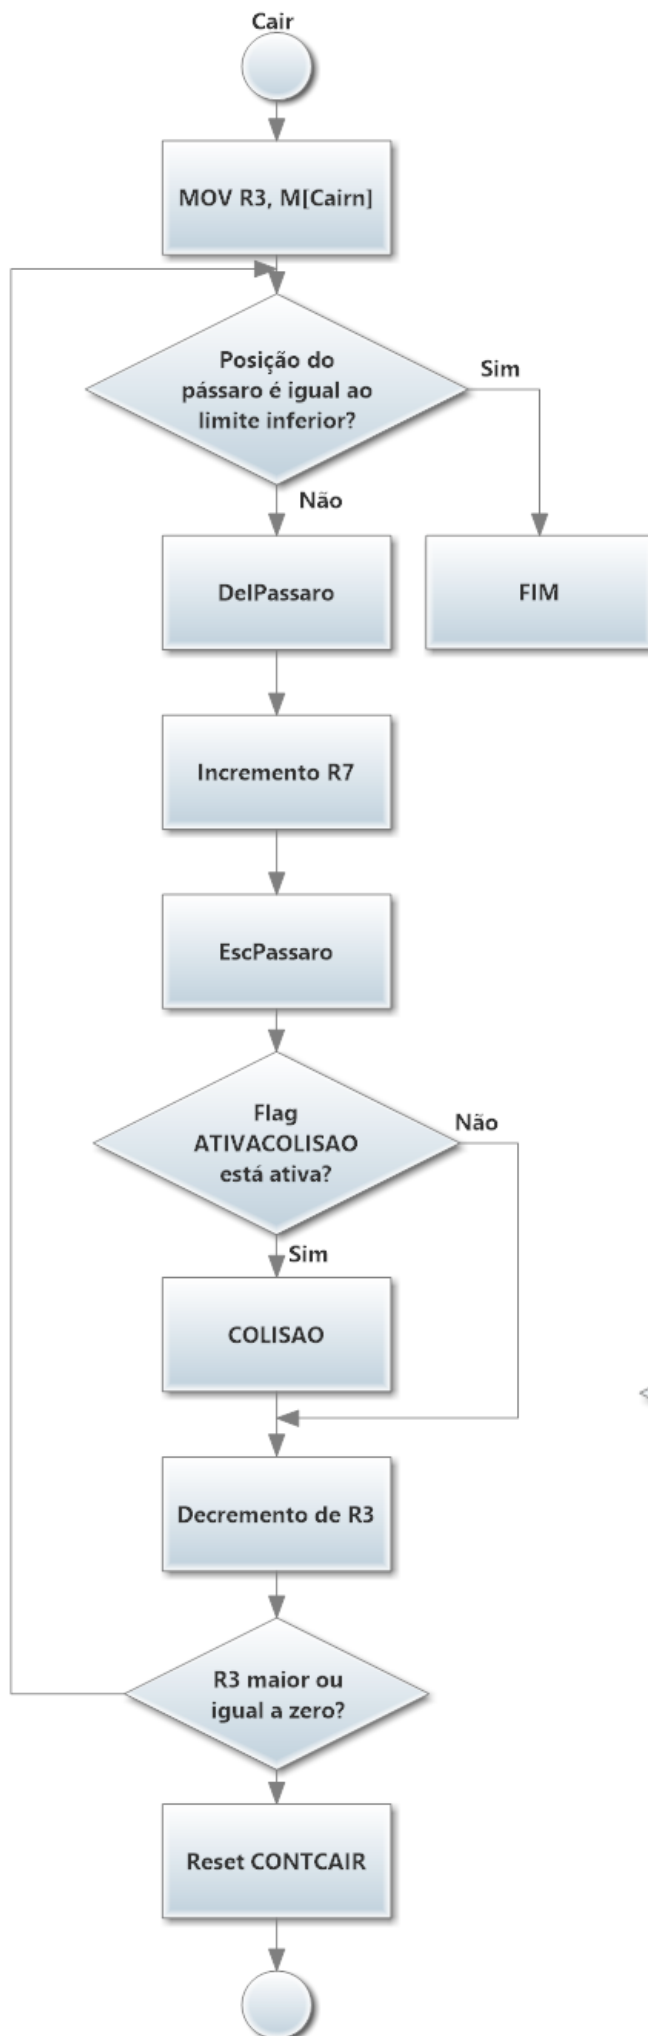 Cair
MOV R3, M[Cairn]
Posição do
pássaro é igual ao
limite inferior?
Sim
Não
DelPassaro
FIM
Incremento R7
EscPassaro
Flag
ATIVACOLISAO
está ativa?
Não
Sim
COLISAO
Decremento de R3
R3 maior ou
igual a zero?
Reset CONTCAIR